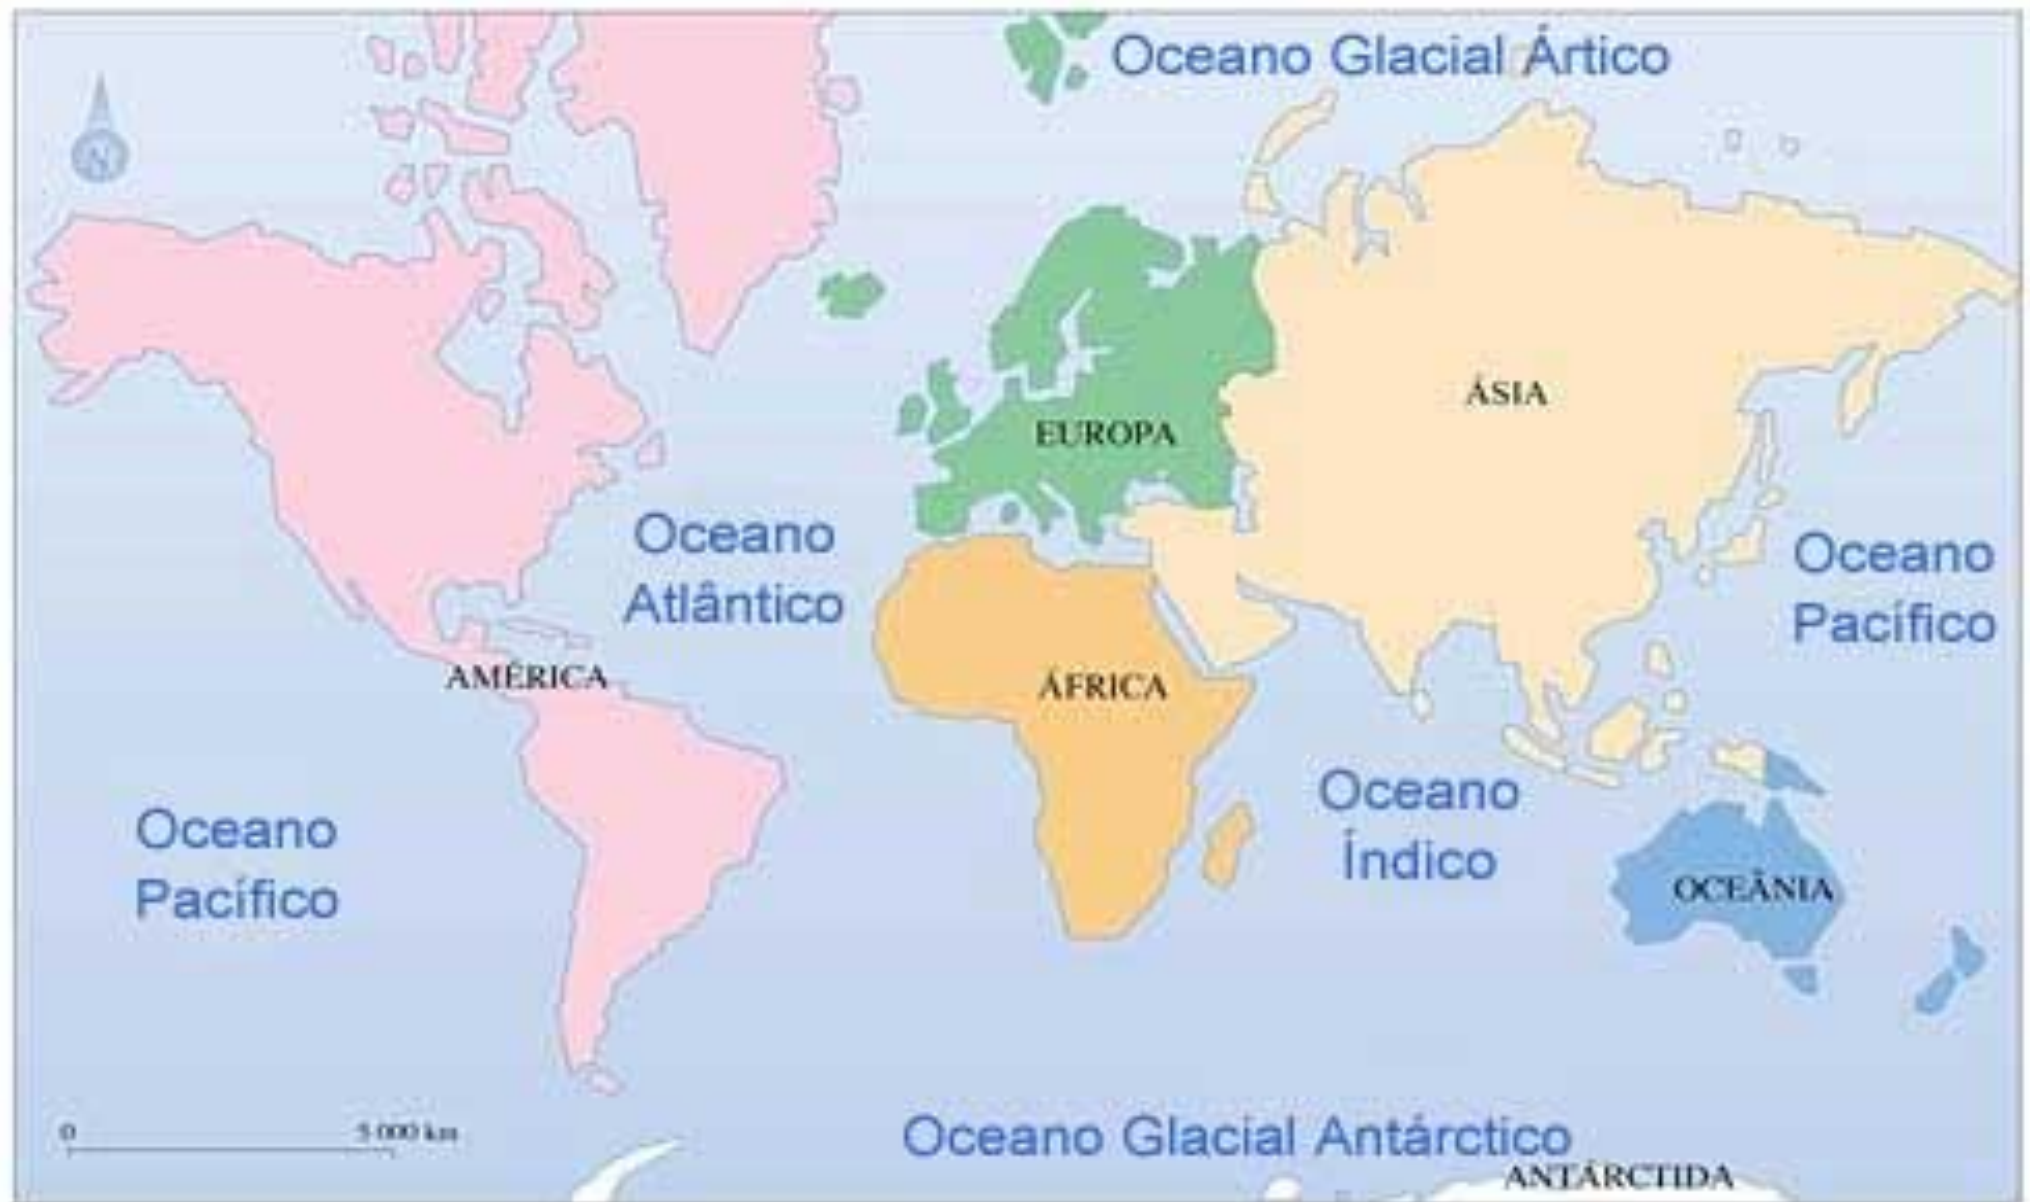 Oceano Glacial Ártico
N
ÁSIA
EUROPA
Oceano
Atlântico
Oceano
Pacífico
AMÉRICA
ÁFRICA
Oceano
Índico
Oceano
Pacífico
OCEÂNIA
0 5 000 km
Oceano Glacial Antárctico
ANTÁRCTIDA